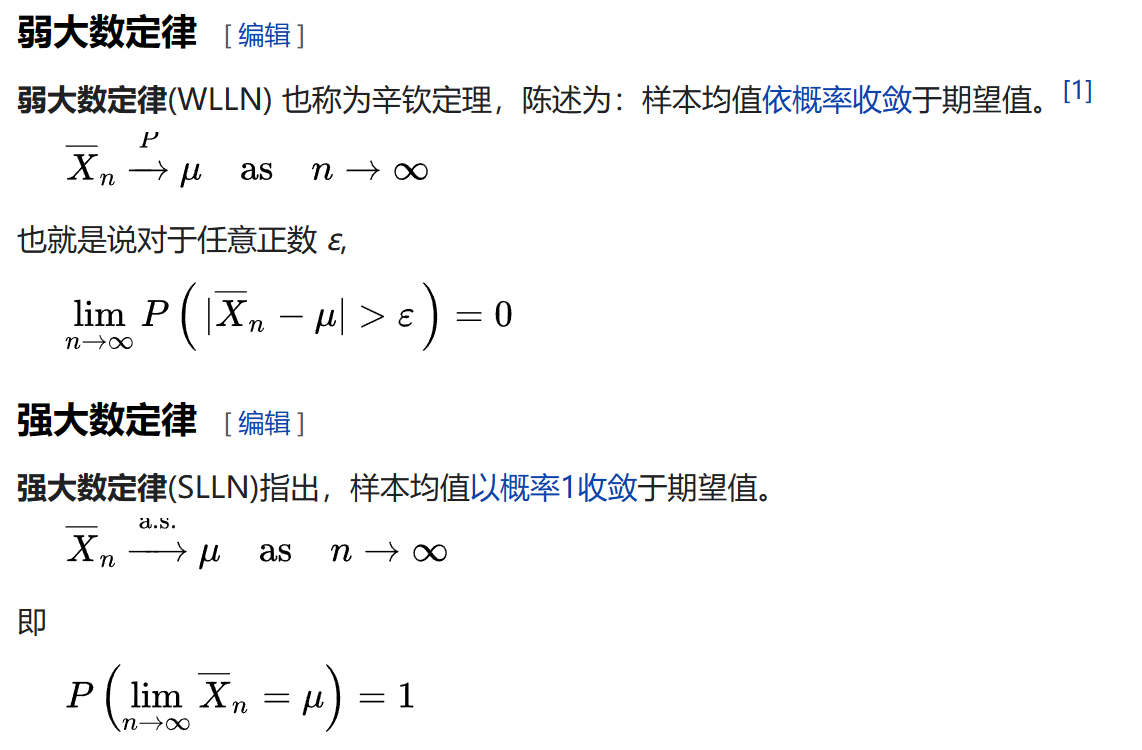 弱大数定律 [编辑]
弱大数定律(WLLN) 也称为辛钦定理，陈述为：样本均值依概率收敛于期望值。[1]
$\overline{X}_n \xrightarrow{P} \mu \quad \text{as} \quad n \to \infty$
也就是说对于任意正数 ε,
$\lim_{n \to \infty} P\left(|\overline{X}_n - \mu| > \varepsilon\right) = 0$
强大数定律 [编辑]
强大数定律(SLLN)指出，样本均值以概率1收敛于期望值。
$\overline{X}_n \xrightarrow{\text{a.s.}} \mu \quad \text{as} \quad n \to \infty$
即
$P\left(\lim_{n \to \infty} \overline{X}_n = \mu\right) = 1$